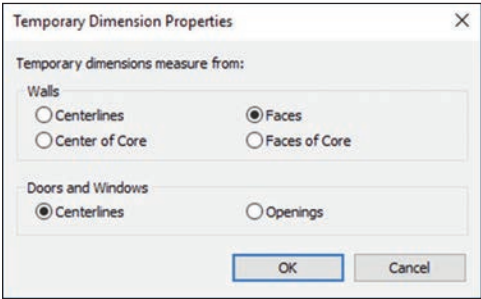 Temporary Dimension Properties
Temporary dimensions measure from:
Walls
Centerlines Faces
Center of Core Faces of Core
Doors and Windows
Centerlines Openings
OK Cancel